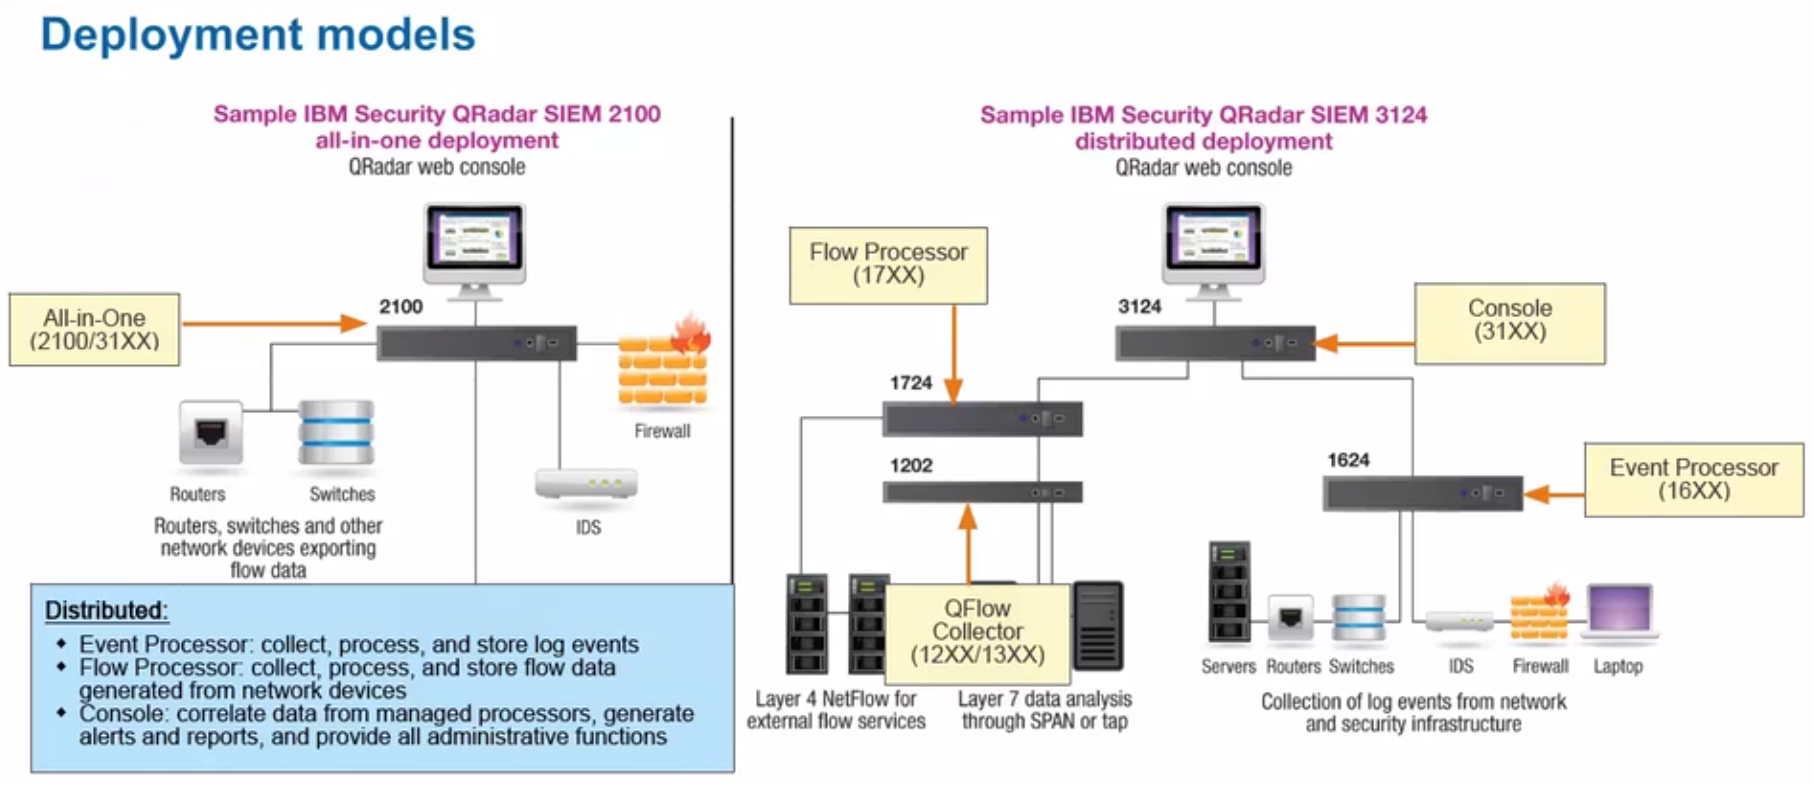 Deployment models
Sample IBM Security QRadar SIEM 2100
all-in-one deployment
QRadar web console
All-in-One
(2100/31XX)
2100
Firewall
Routers
Switches
IDS
Routers, switches and other
network devices exporting
flow data
Distributed:
◆ Event Processor: collect, process, and store log events
◆ Flow Processor: collect, process, and store flow data
generated from network devices
◆ Console: correlate data from managed processors, generate
alerts and reports, and provide all administrative functions
Sample IBM Security QRadar SIEM 3124
distributed deployment
QRadar web console
Flow Processor
(17XX)
3124
Console
(31XX)
1724
1202
1624
Event Processor
(16XX)
QFlow
Collector
(12XX/13XX)
Layer 4 NetFlow for
external flow services
Layer 7 data analysis
through SPAN or tap
Servers
Routers
Switches
IDS
Firewall
Laptop
Collection of log events from network
and security infrastructure